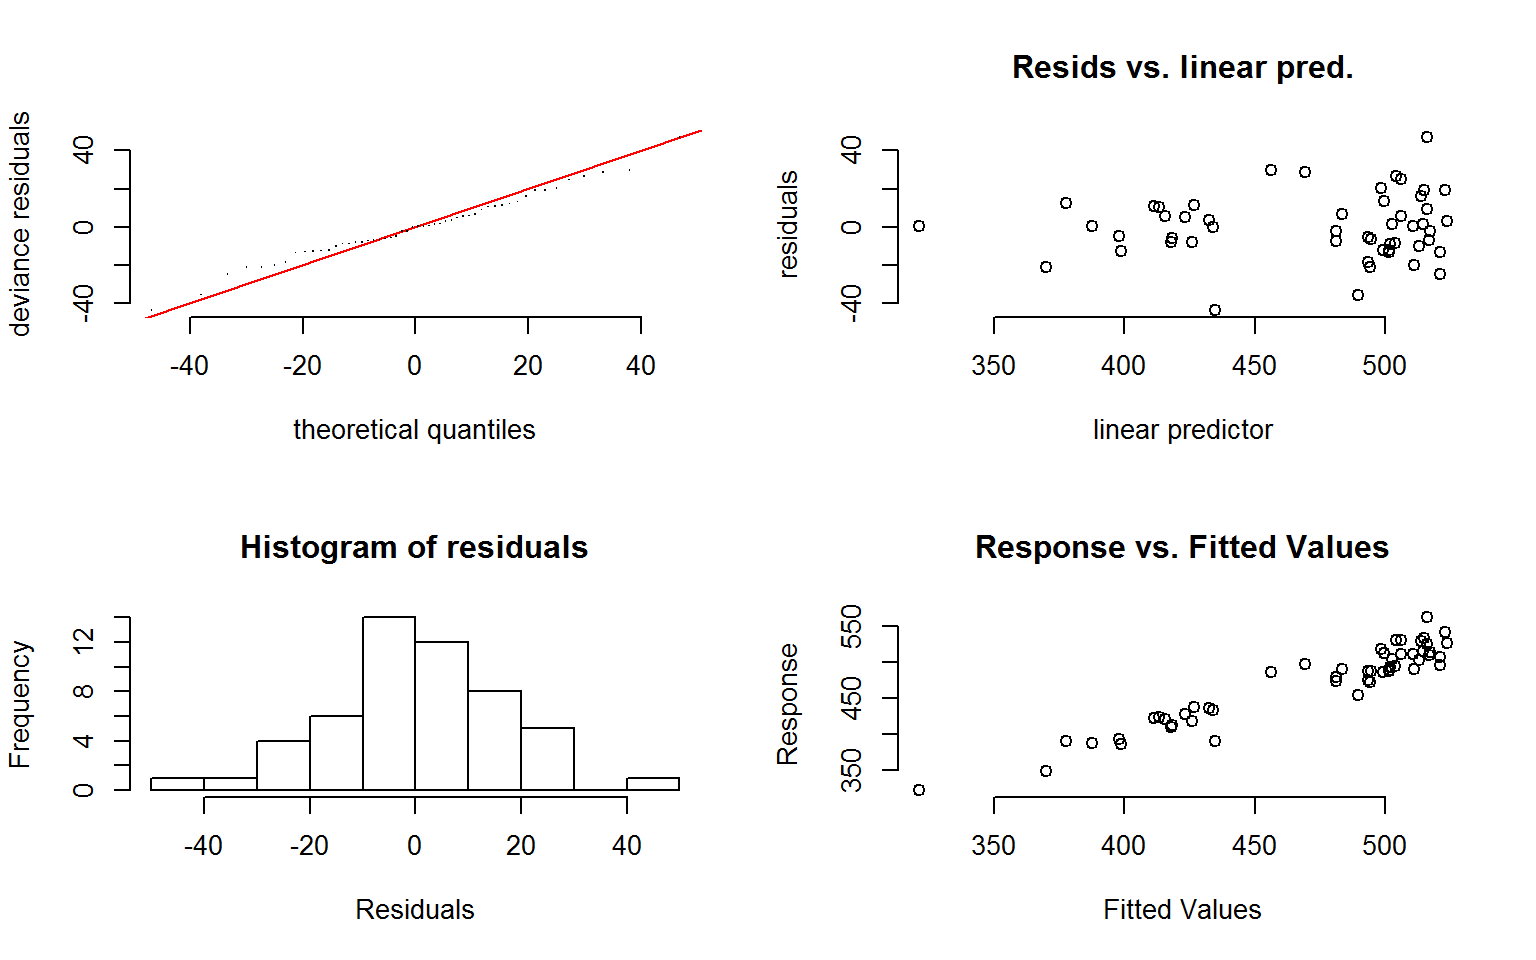 deviance residuals
40
0
-40
-40
-20
0
20
40
theoretical quantiles
Resids vs. linear pred.
residuals
40
0
-40
350
400
450
500
linear predictor
Histogram of residuals
Frequency
12
8
4
0
-40
-20
0
20
40
Residuals
Response vs. Fitted Values
Response
550
450
350
350
400
450
500
Fitted Values